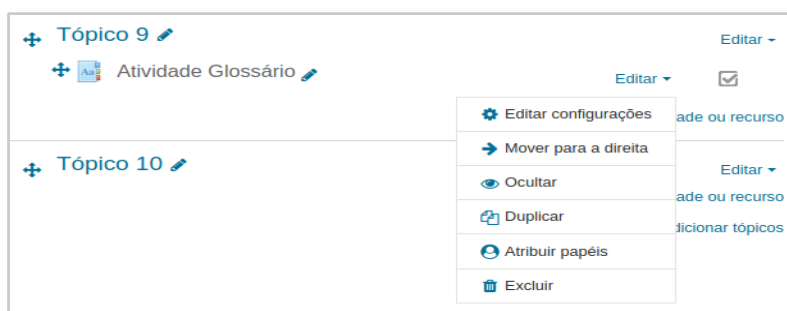 Tópico 9
Editar
Atividade Glossário
Editar
Editar configurações
ade ou recurso
Mover para a direita
Tópico 10
Editar
Ocultar
ade ou recurso
Duplicar
dicionar tópicos
Atribuir papéis
Excluir